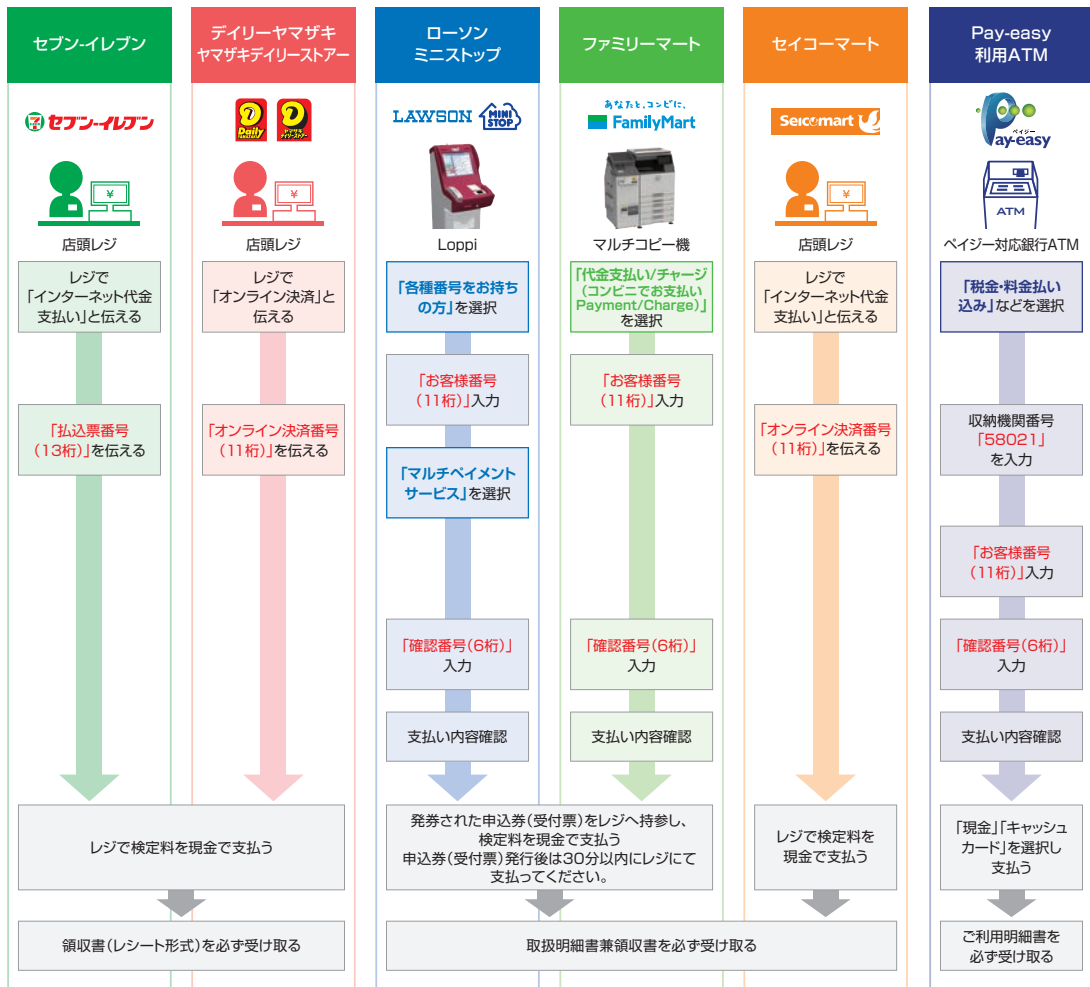 セブン-イレブン
デイリーヤマザキ
ヤマザキデイリーストアー
ローソン
ミニストップ
ファミリーマート
セイコーマート
Pay-easy
利用ATM
セブン-イレブン
Daily
YAMAZAKI
ヤマザキ
デイリーストアー
LAWSON
MINI
STOP
あなたと、コンビに、
FamilyMart
Seicomart
ペイジー
Pay-easy
¥
¥
¥
ATM
店頭レジ
店頭レジ
Loppi
マルチコピー機
店頭レジ
ペイジー対応銀行ATM
レジで
「インターネット代金
支払い」と伝える
レジで
「オンライン決済」と
伝える
「各種番号をお持ち
の方」を選択
「代金支払い/チャージ
(コンビニでお支払い
Payment/Charge)」
を選択
レジで
「インターネット代金
支払い」と伝える
「税金・料金払い
込み」などを選択
「お客様番号
(11桁)」入力
「お客様番号
(11桁)」入力
「払込票番号
(13桁)」を伝える
「オンライン決済番号
(11桁)」を伝える
「オンライン決済番号
(11桁)」を伝える
収納機関番号
「58021」
を入力
「マルチペイメント
サービス」を選択
「お客様番号
(11桁)」入力
「確認番号(6桁)」
入力
「確認番号(6桁)」
入力
「確認番号(6桁)」
入力
支払い内容確認
支払い内容確認
支払い内容確認
レジで検定料を現金で支払う
発券された申込券(受付票)をレジへ持参し、
検定料を現金で支払う
申込券(受付票)発行後は30分以内にレジにて
支払ってください。
レジで検定料を
現金で支払う
「現金」「キャッシュ
カード」を選択し
支払う
領収書(レシート形式)を必ず受け取る
取扱明細書兼領収書を必ず受け取る
ご利用明細書を
必ず受け取る